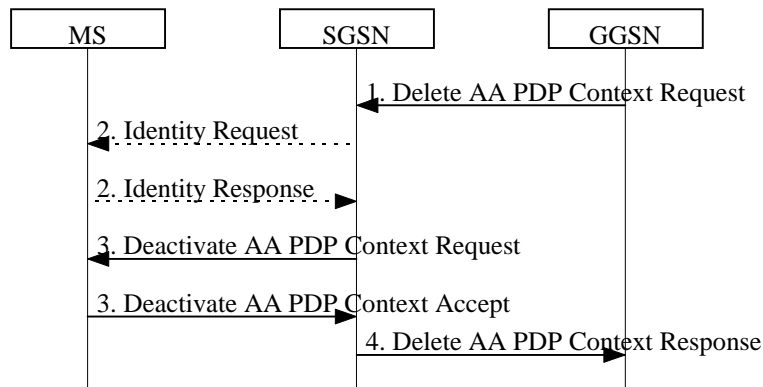 MS SGSN GGSN
1. Delete AA PDP Context Request
2. Identity Request
2. Identity Response
3. Deactivate AA PDP Context Request
3. Deactivate AA PDP Context Accept
4. Delete AA PDP Context Response